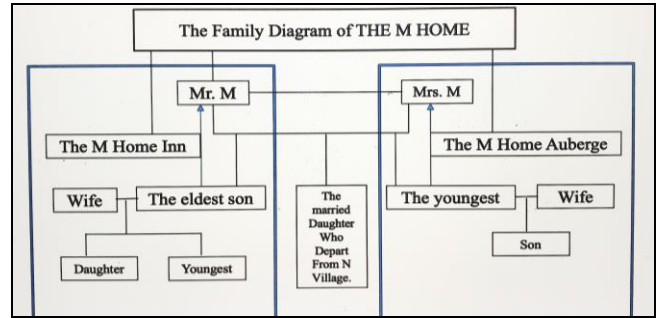 The Family Diagram of THE M HOME
Mr. M
Mrs. M
The M Home Inn
The M Home Auberge
Wife
The eldest son
The
married
Daughter
Who
Depart
From N
Village.
The youngest
Wife
Daughter
Youngest
Son